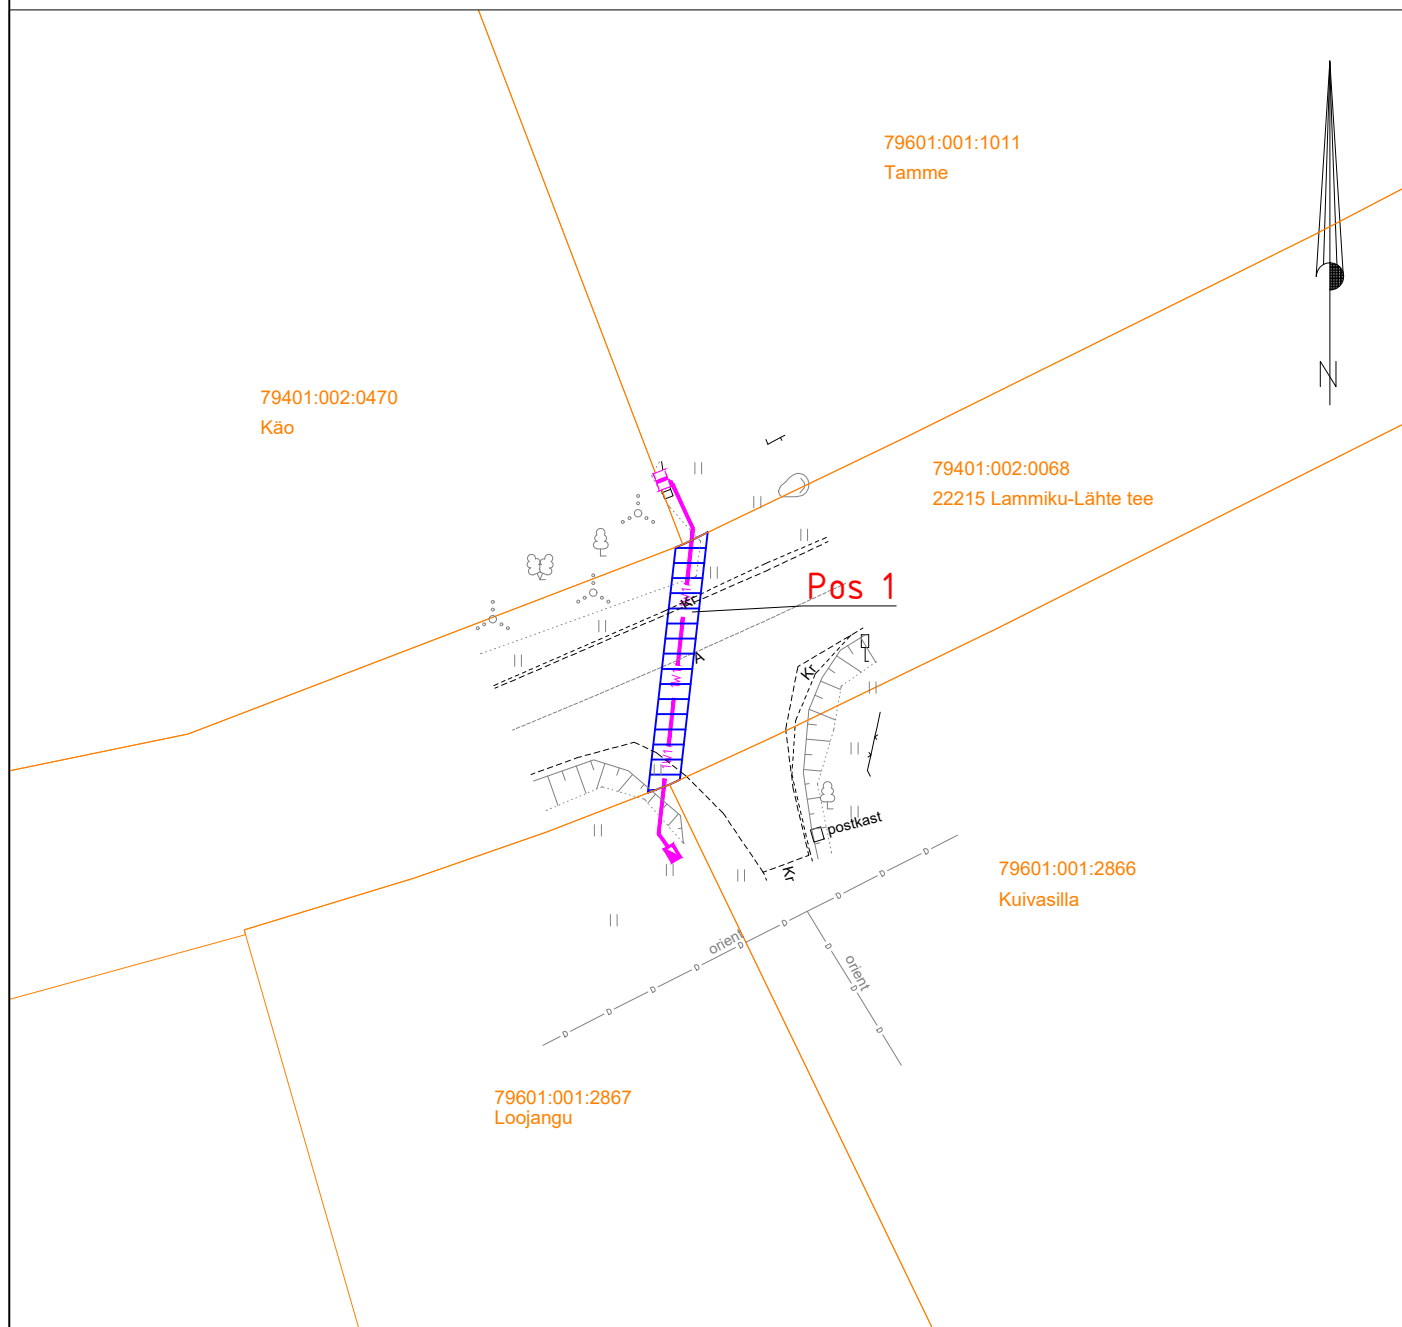 79601:001:1011
Tamme
N
79401:002:0470
Käo
79401:002:0068
22215 Lammiku-Lähte tee
Pos 1
Kr
A
Kr
postkast
Kr
79601:001:2866
Kuivasilla
orient
D
orient
79601:001:2867
Loojangu